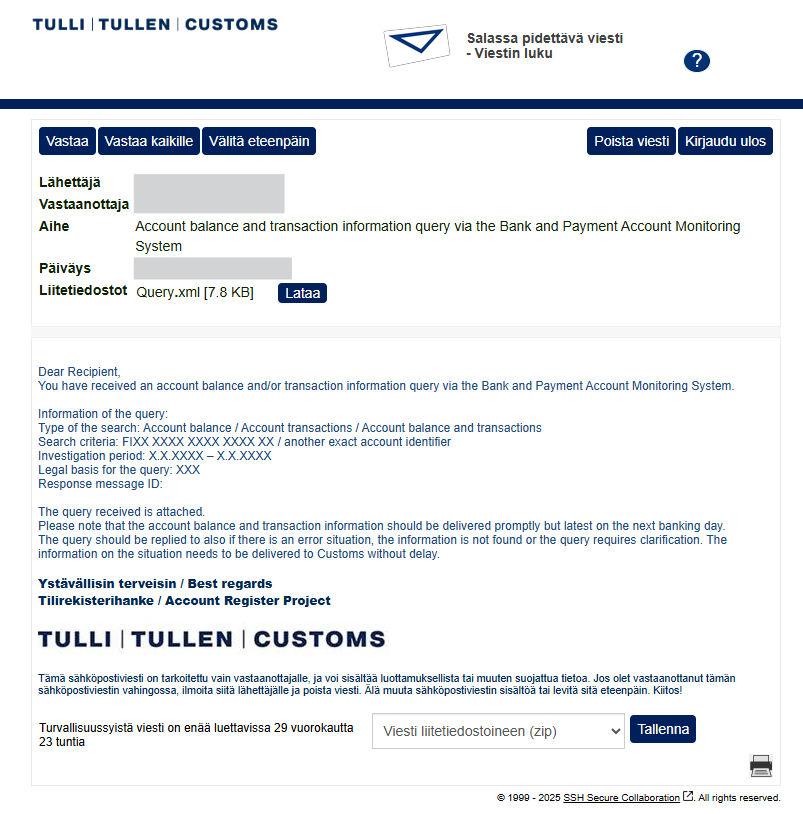 TULLI | TULLEN | CUSTOMS
Salassa pidettävä viesti
- Viestin luku
?
Vastaa Vastaa kaikille Välitä eteenpäin Poista viesti Kirjaudu ulos
Lähettäjä
Vastaanottaja
Aihe Account balance and transaction information query via the Bank and Payment Account Monitoring
System
Päiväys
Liitetiedostot Query.xml [7.8 KB] Lataa
Dear Recipient,
You have received an account balance and/or transaction information query via the Bank and Payment Account Monitoring System.
Information of the query:
Type of the search: Account balance / Account transactions / Account balance and transactions
Search criteria: FIXX XXXX XXXX XXXX XX / another exact account identifier
Investigation period: X.X.XXXX – X.X.XXXX
Legal basis for the query: XXX
Response message ID:
The query received is attached.
Please note that the account balance and transaction information should be delivered promptly but latest on the next banking day.
The query should be replied to also if there is an error situation, the information is not found or the query requires clarification. The
information on the situation needs to be delivered to Customs without delay.
Ystävällisin terveisin / Best regards
Tilirekisterihanke / Account Register Project
TULLI | TULLEN | CUSTOMS
Tämä sähköpostiviesti on tarkoitettu vain vastaanottajalle, ja voi sisältää luottamuksellista tai muuten suojattua tietoa. Jos olet vastaanottanut tämän
sähköpostiviestin vahingossa, ilmoita siitä lähettäjälle ja poista viesti. Älä muuta sähköpostiviestin sisältöä tai levitä sitä eteenpäin. Kiitos!
Turvallisuussyistä viesti on enää luettavissa 29 vuorokautta
23 tuntia
Viesti liitetiedostoineen (zip) Tallenna
© 1999 - 2025 SSH Secure Collaboration . All rights reserved.